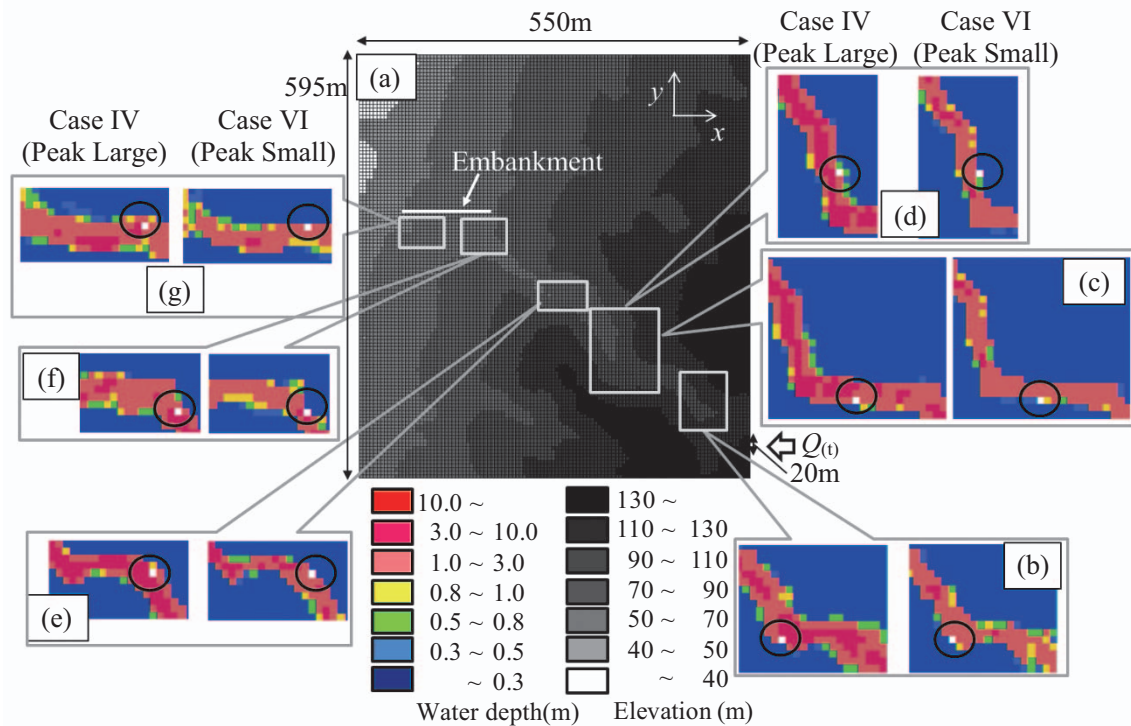 550m
595m
(a)
y
x
Embankment
Case IV
(Peak Large)
Case VI
(Peak Small)
(g)
(f)
(e)
Case IV
(Peak Large)
Case VI
(Peak Small)
(d)
(c)
Q(t)
20m
(b)
10.0 ~
3.0 ~ 10.0
1.0 ~ 3.0
0.8 ~ 1.0
0.5 ~ 0.8
0.3 ~ 0.5
~ 0.3
Water depth(m)
130 ~
110 ~ 130
90 ~ 110
70 ~ 90
50 ~ 70
40 ~ 50
~ 40
Elevation (m)